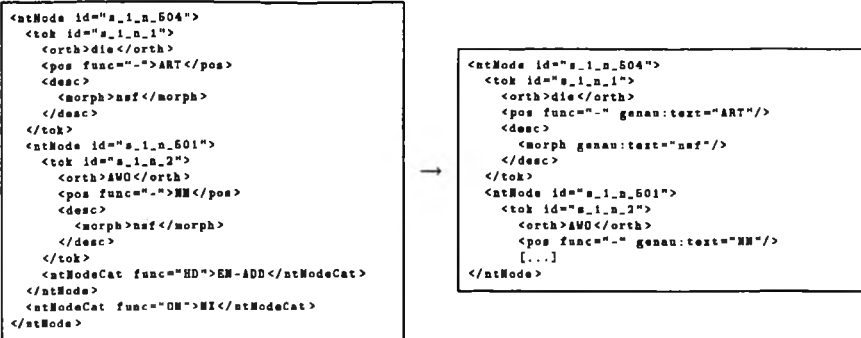 <ntNode id="s_1_n_504">
<tok id="s_1_n_1">
<orth>die</orth>
<pos func="-">ART</pos>
<desc>
<morph>nsf</morph>
</desc>
</tok>
<ntNode id="s_1_n_501">
<tok id="s_1_n_2">
<orth>AWO</orth>
<pos func="-">NN</pos>
<desc>
<morph>nsf</morph>
</desc>
</tok>
<ntNodeCat func="HD">EN-ADD</ntNodeCat>
</ntNode>
<ntNodeCat func="ON">NX</ntNodeCat>
</ntNode>
→
<ntNode id="s_1_n_504">
<tok id="s_1_n_1">
<orth>die</orth>
<pos func="-" genau:text="ART"/>
<desc>
<morph genau:text="nsf"/>
</desc>
</tok>
<ntNode id="s_1_n_501">
<tok id="s_1_n_2">
<orth>AWO</orth>
<pos func="-" genau:text="NN"/>
[...]
</ntNode>